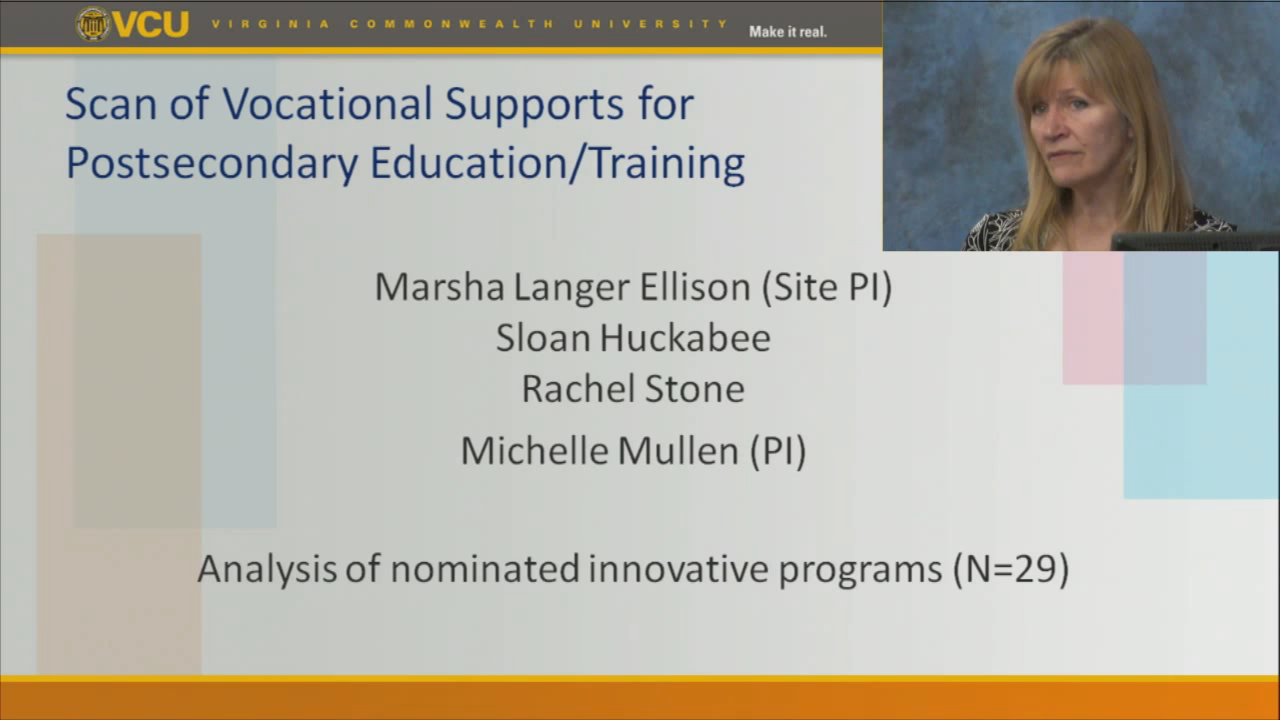 VCU VIRGINIA COMMONWEALTH UNIVERSITY Make it real.
Scan of Vocational Supports for
Postsecondary Education/Training
Marsha Langer Ellison (Site PI)
Sloan Huckabee
Rachel Stone
Michelle Mullen (PI)
Analysis of nominated innovative programs (N=29)